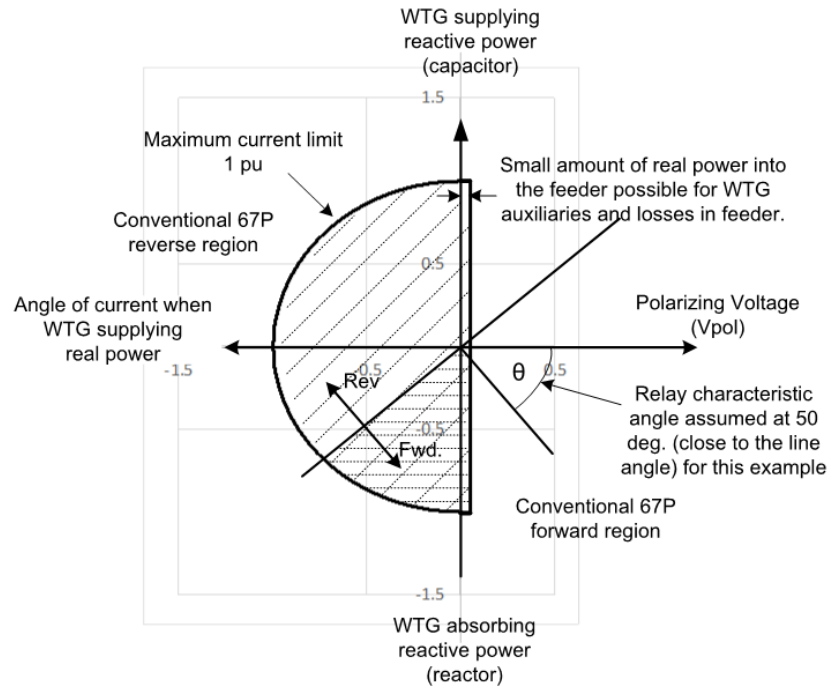 WTG supplying
reactive power
(capacitor)
1.5
Maximum current limit
1 pu
Small amount of real power into
the feeder possible for WTG
auxiliaries and losses in feeder.
Conventional 67P
reverse region
0.5
Angle of current when
WTG supplying
real power
Polarizing Voltage
(Vpol)
-1.5
-0.5
0.5
Rev
θ
Relay characteristic
angle assumed at 50
deg. (close to the line
angle) for this example
-0.5
Fwd.
Conventional 67P
forward region
-1.5
WTG absorbing
reactive power
(reactor)